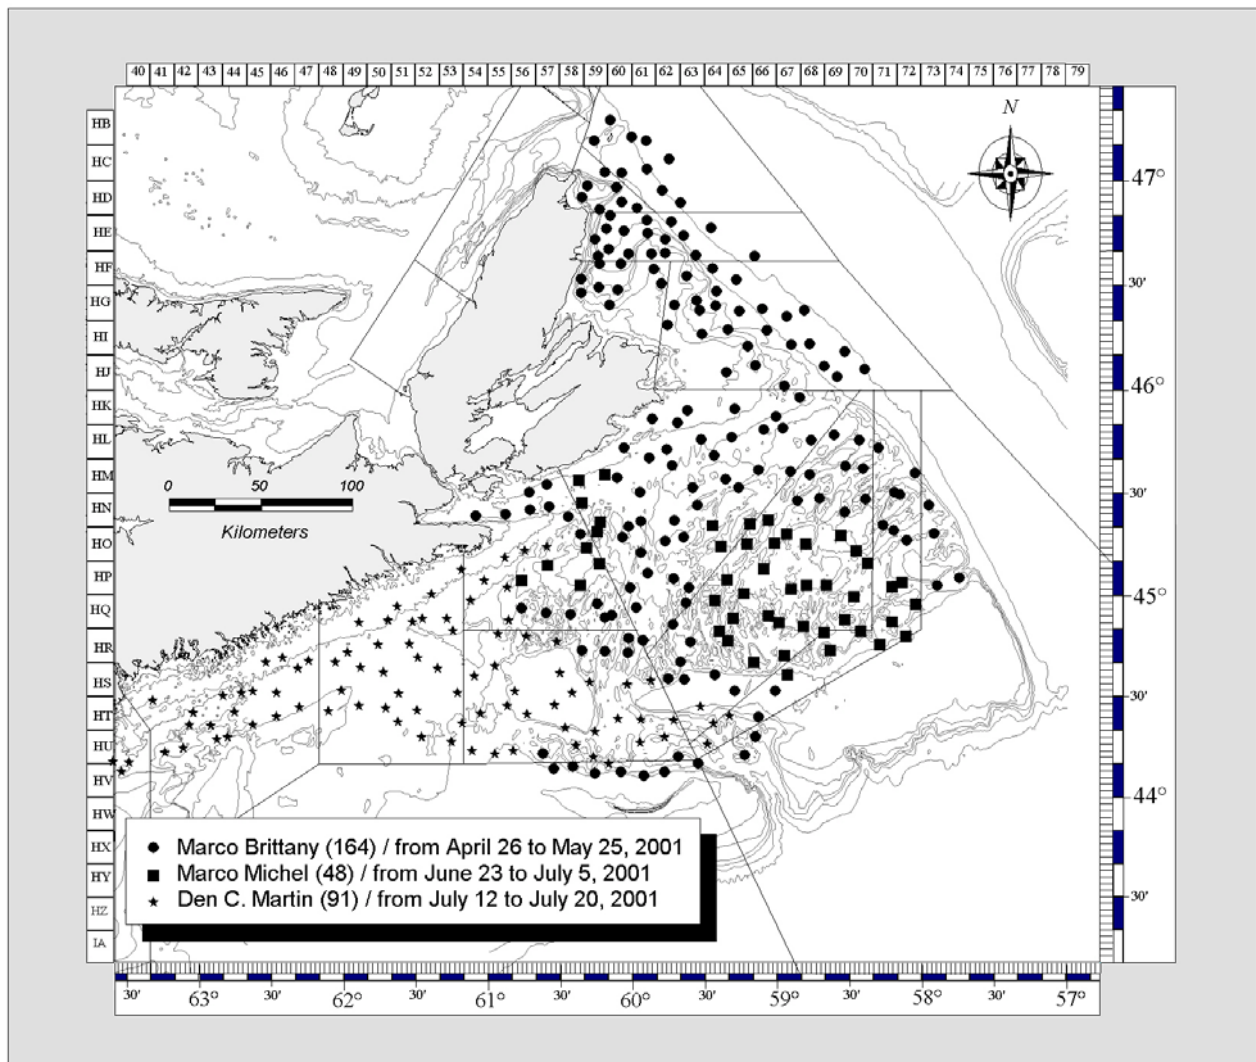 40 41 42 43 44 45 46 47 48 49 50 51 52 53 54 55 56 57 58 59 60 61 62 63 64 65 66 67 68 69 70 71 72 73 74 75 76 77 78 79
HB
N
HC
47°
HD
HE
HF
30'
HG
HI
HJ
46°
HK
HL
HM
0 50 100
30'
HN
Kilometers
HO
HP
45°
HQ
HR
HS
30'
HT
HU
HV
44°
HW
Marco Brittany (164) / from April 26 to May 25, 2001
HX
Marco Michel (48) / from June 23 to July 5, 2001
HY
Den C. Martin (91) / from July 12 to July 20, 2001
30'
HZ
IA
30' 63° 30' 62° 30' 61° 30' 60° 30' 59° 30' 58° 30' 57°